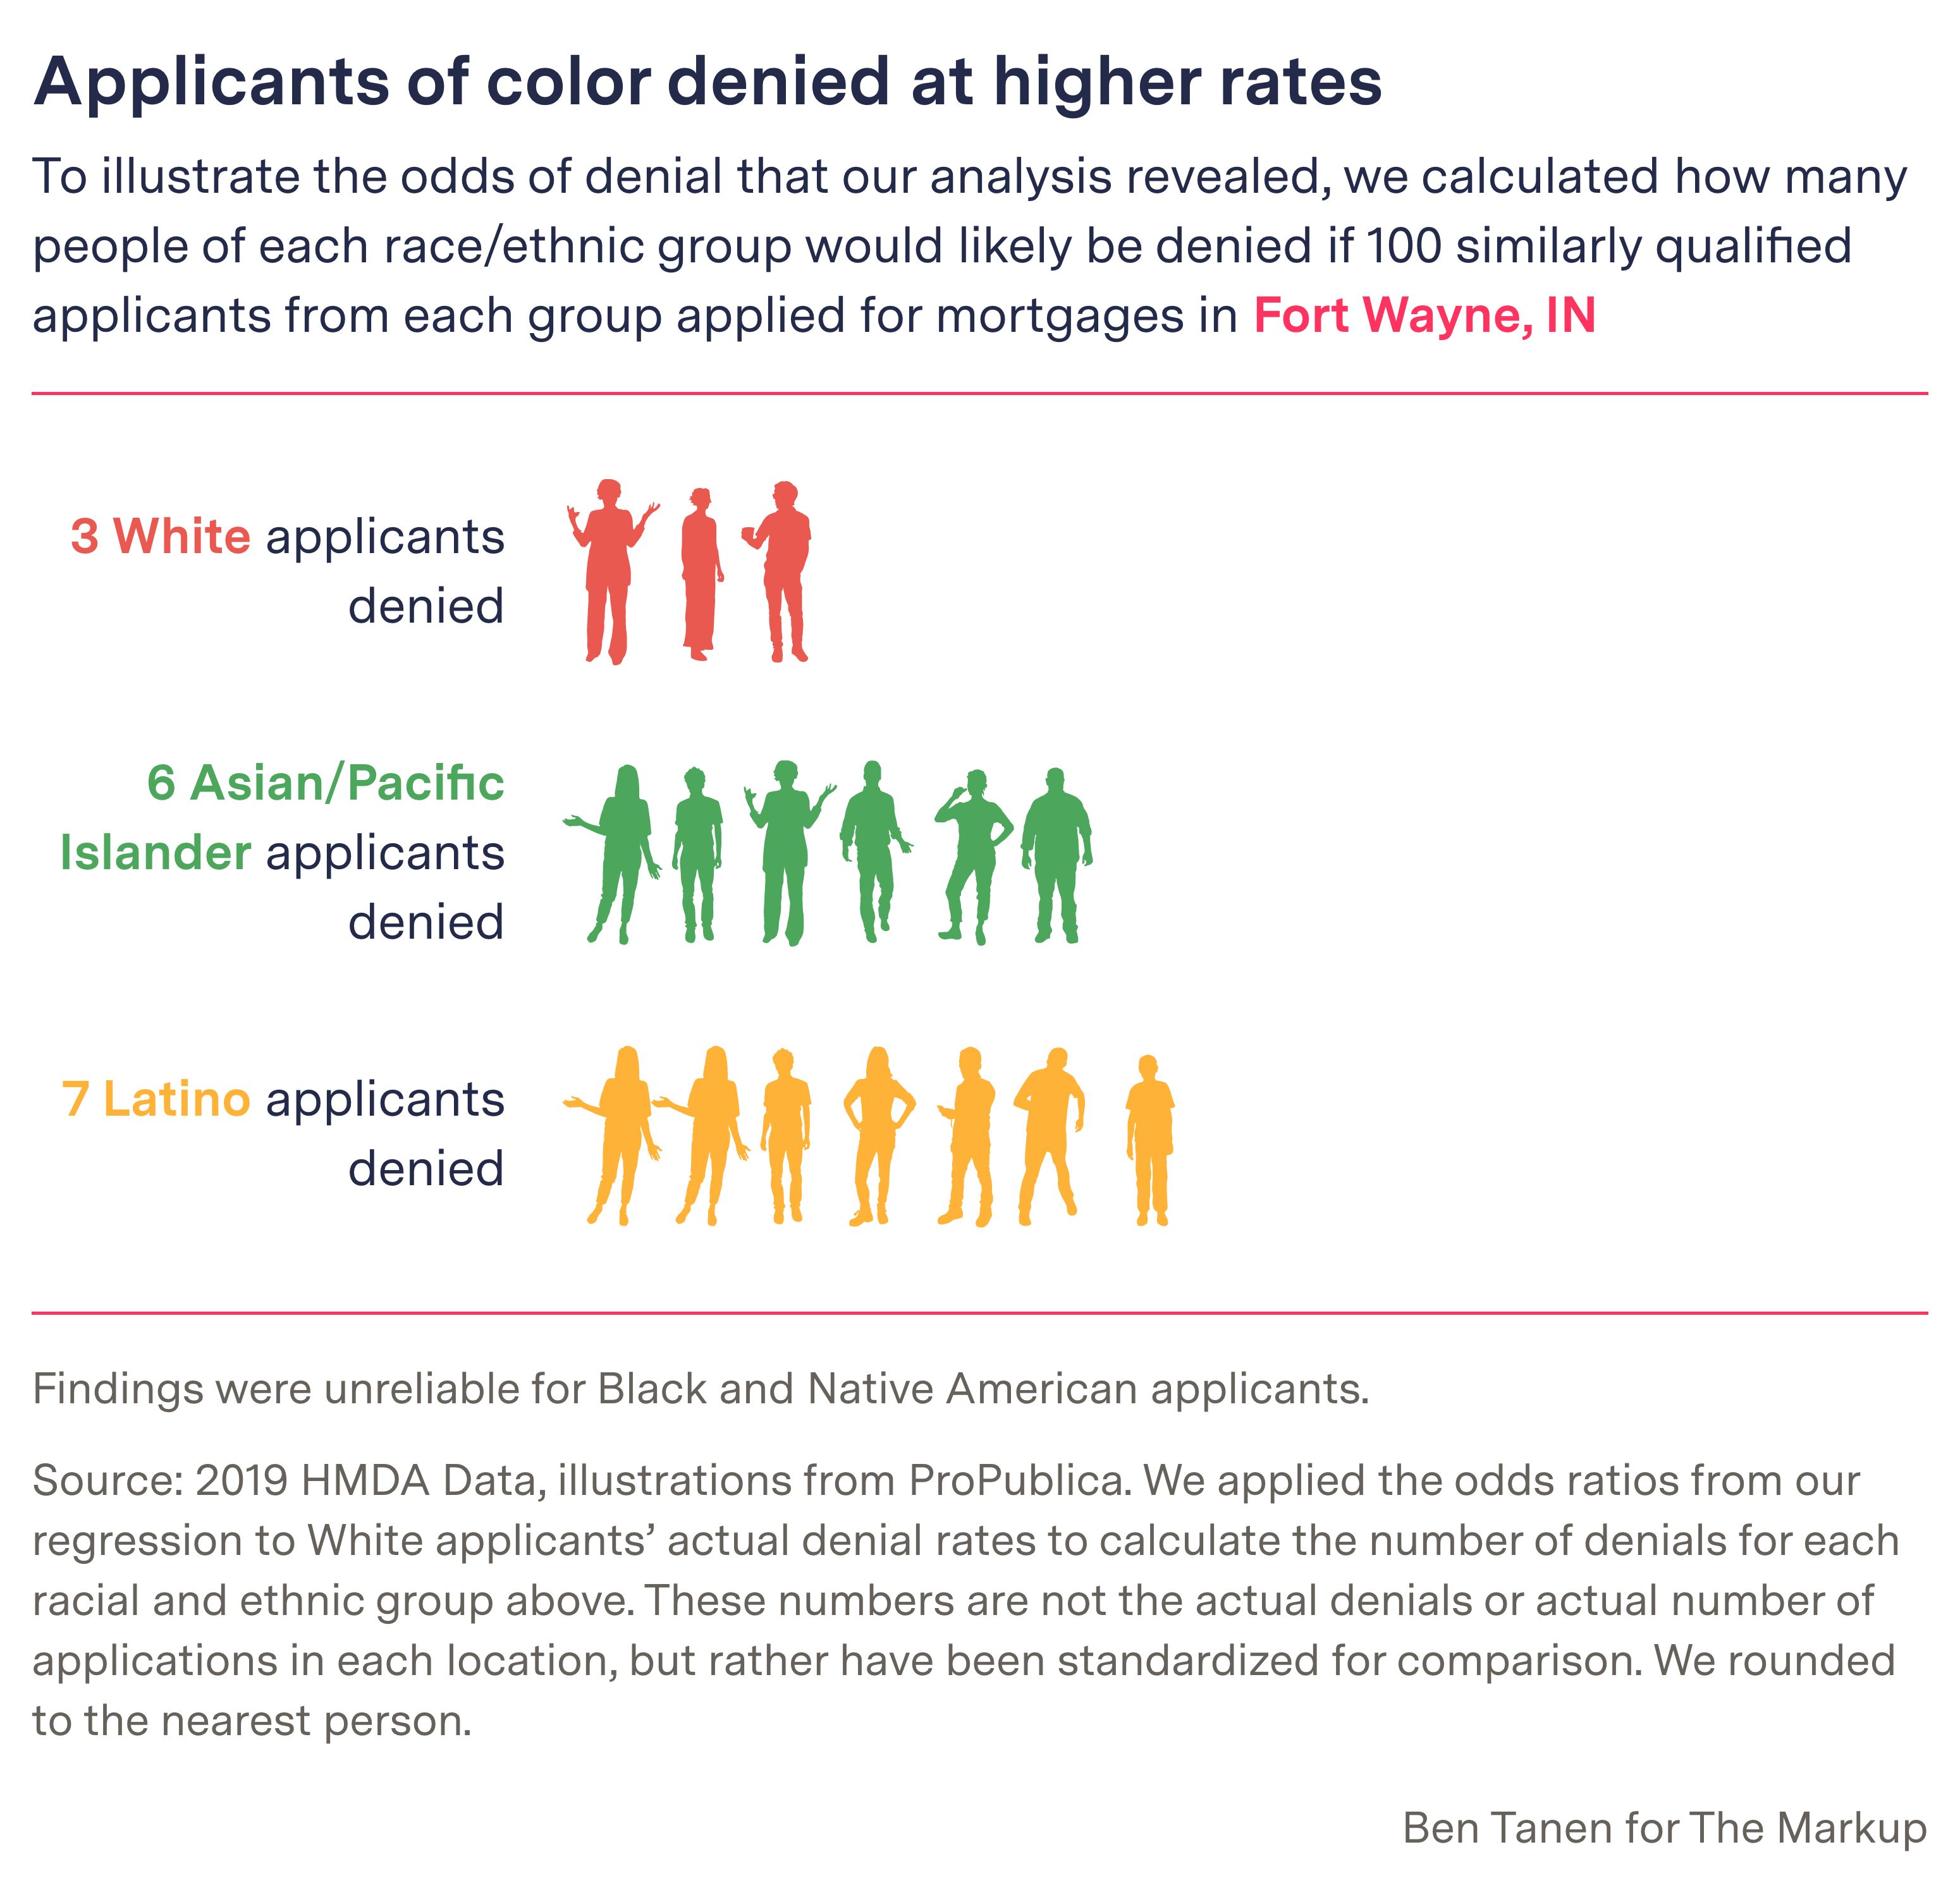 Applicants of color denied at higher rates
To illustrate the odds of denial that our analysis revealed, we calculated how many
people of each race/ethnic group would likely be denied if 100 similarly qualified
applicants from each group applied for mortgages in Fort Wayne, IN
3 White applicants
denied
6 Asian/Pacific
Islander applicants
denied
7 Latino applicants
denied
Findings were unreliable for Black and Native American applicants.
Source: 2019 HMDA Data, illustrations from ProPublica. We applied the odds ratios from our
regression to White applicants’ actual denial rates to calculate the number of denials for each
racial and ethnic group above. These numbers are not the actual denials or actual number of
applications in each location, but rather have been standardized for comparison. We rounded
to the nearest person.
Ben Tanen for The Markup